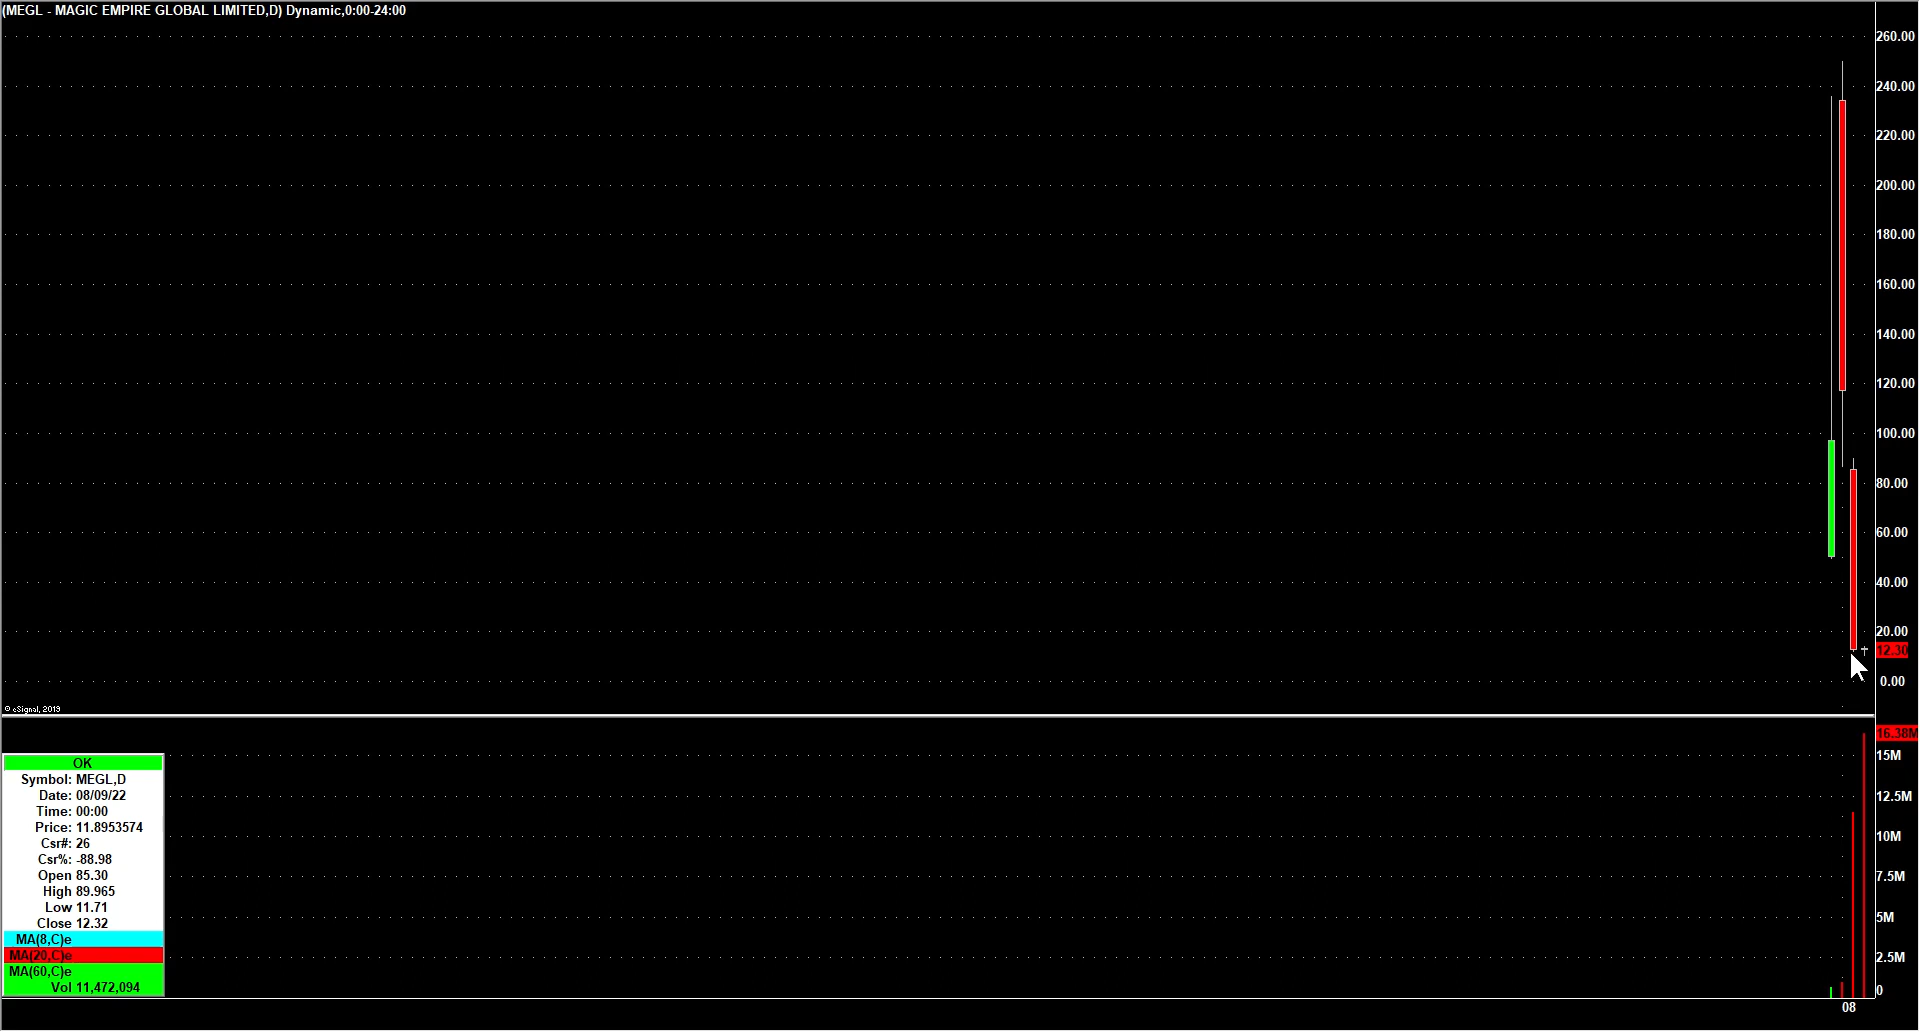 (MEGL - MAGIC EMPIRE GLOBAL LIMITED,D) Dynamic,0:00-24:00
260.00
240.00
220.00
200.00
180.00
160.00
140.00
120.00
100.00
80.00
60.00
40.00
20.00
12.30
0.00
© eSignal, 2019
16.38M
15M
12.5M
10M
7.5M
5M
2.5M
0
OK
Symbol: MEGL,D
Date: 08/09/22
Time: 00:00
Price: 11.8953574
Csr#: 26
Csr%: -88.98
Open 85.30
High 89.965
Low 11.71
Close 12.32
MA(8,C)e
MA(20,C)e
MA(60,C)e
Vol 11,472,094
08